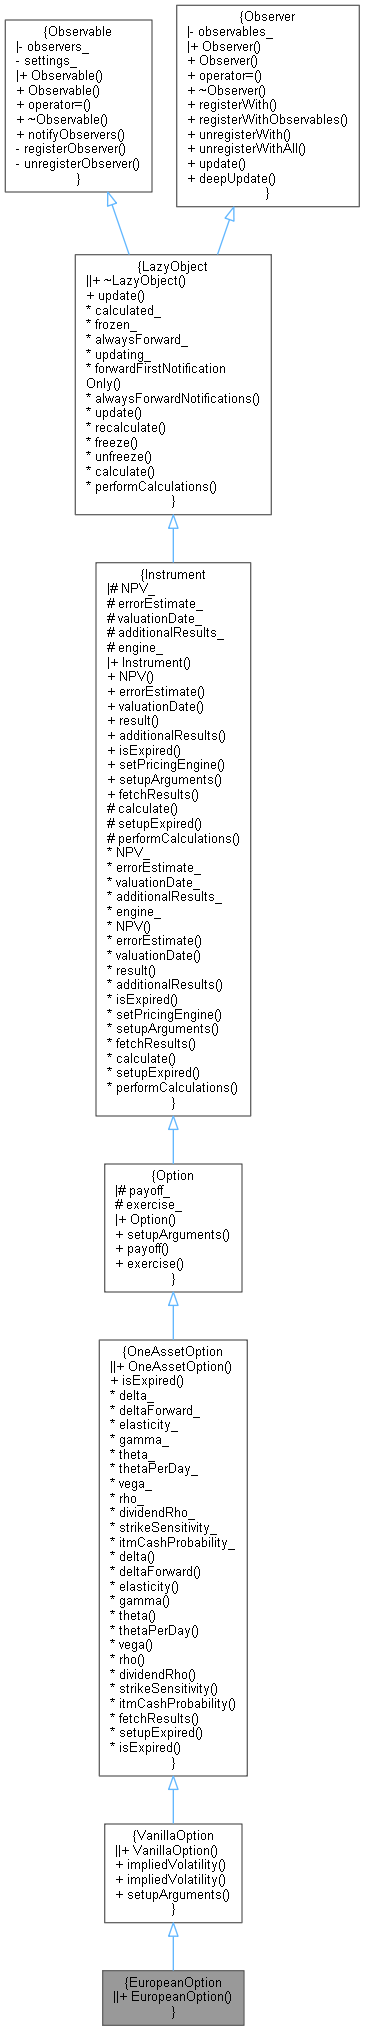 {Observable
|- observers_
- settings_
|+ Observable()
+ Observable()
+ operator=()
+ ~Observable()
+ notifyObservers()
- registerObserver()
- unregisterObserver()
}
{Observer
|- observables_
|+ Observer()
+ Observer()
+ operator=()
+ ~Observer()
+ registerWith()
+ registerWithObservables()
+ unregisterWith()
+ unregisterWithAll()
+ update()
+ deepUpdate()
}
{LazyObject
||+ ~LazyObject()
+ update()
* calculated_
* frozen_
* alwaysForward_
* updating_
* forwardFirstNotification
Only()
* alwaysForwardNotifications()
* update()
* recalculate()
* freeze()
* unfreeze()
* calculate()
* performCalculations()
}
{Instrument
|# NPV_
# errorEstimate_
# valuationDate_
# additionalResults_
# engine_
|+ Instrument()
+ NPV()
+ errorEstimate()
+ valuationDate()
+ result()
+ additionalResults()
+ isExpired()
+ setPricingEngine()
+ setupArguments()
+ fetchResults()
# calculate()
# setupExpired()
# performCalculations()
* NPV_
* errorEstimate_
* valuationDate_
* additionalResults_
* engine_
* NPV()
* errorEstimate()
* valuationDate()
* result()
* additionalResults()
* isExpired()
* setPricingEngine()
* setupArguments()
* fetchResults()
* calculate()
* setupExpired()
* performCalculations()
}
{Option
|# payoff_
# exercise_
|+ Option()
+ setupArguments()
+ payoff()
+ exercise()
}
{OneAssetOption
||+ OneAssetOption()
+ isExpired()
* delta_
* deltaForward_
* elasticity_
* gamma_
* theta_
* thetaPerDay_
* vega_
* rho_
* dividendRho_
* strikeSensitivity_
* itmCashProbability_
* delta()
* deltaForward()
* elasticity()
* gamma()
* theta()
* thetaPerDay()
* vega()
* rho()
* dividendRho()
* strikeSensitivity()
* itmCashProbability()
* fetchResults()
* setupExpired()
* isExpired()
}
{VanillaOption
||+ VanillaOption()
+ impliedVolatility()
+ impliedVolatility()
+ setupArguments()
}
{EuropeanOption
||+ EuropeanOption()
}